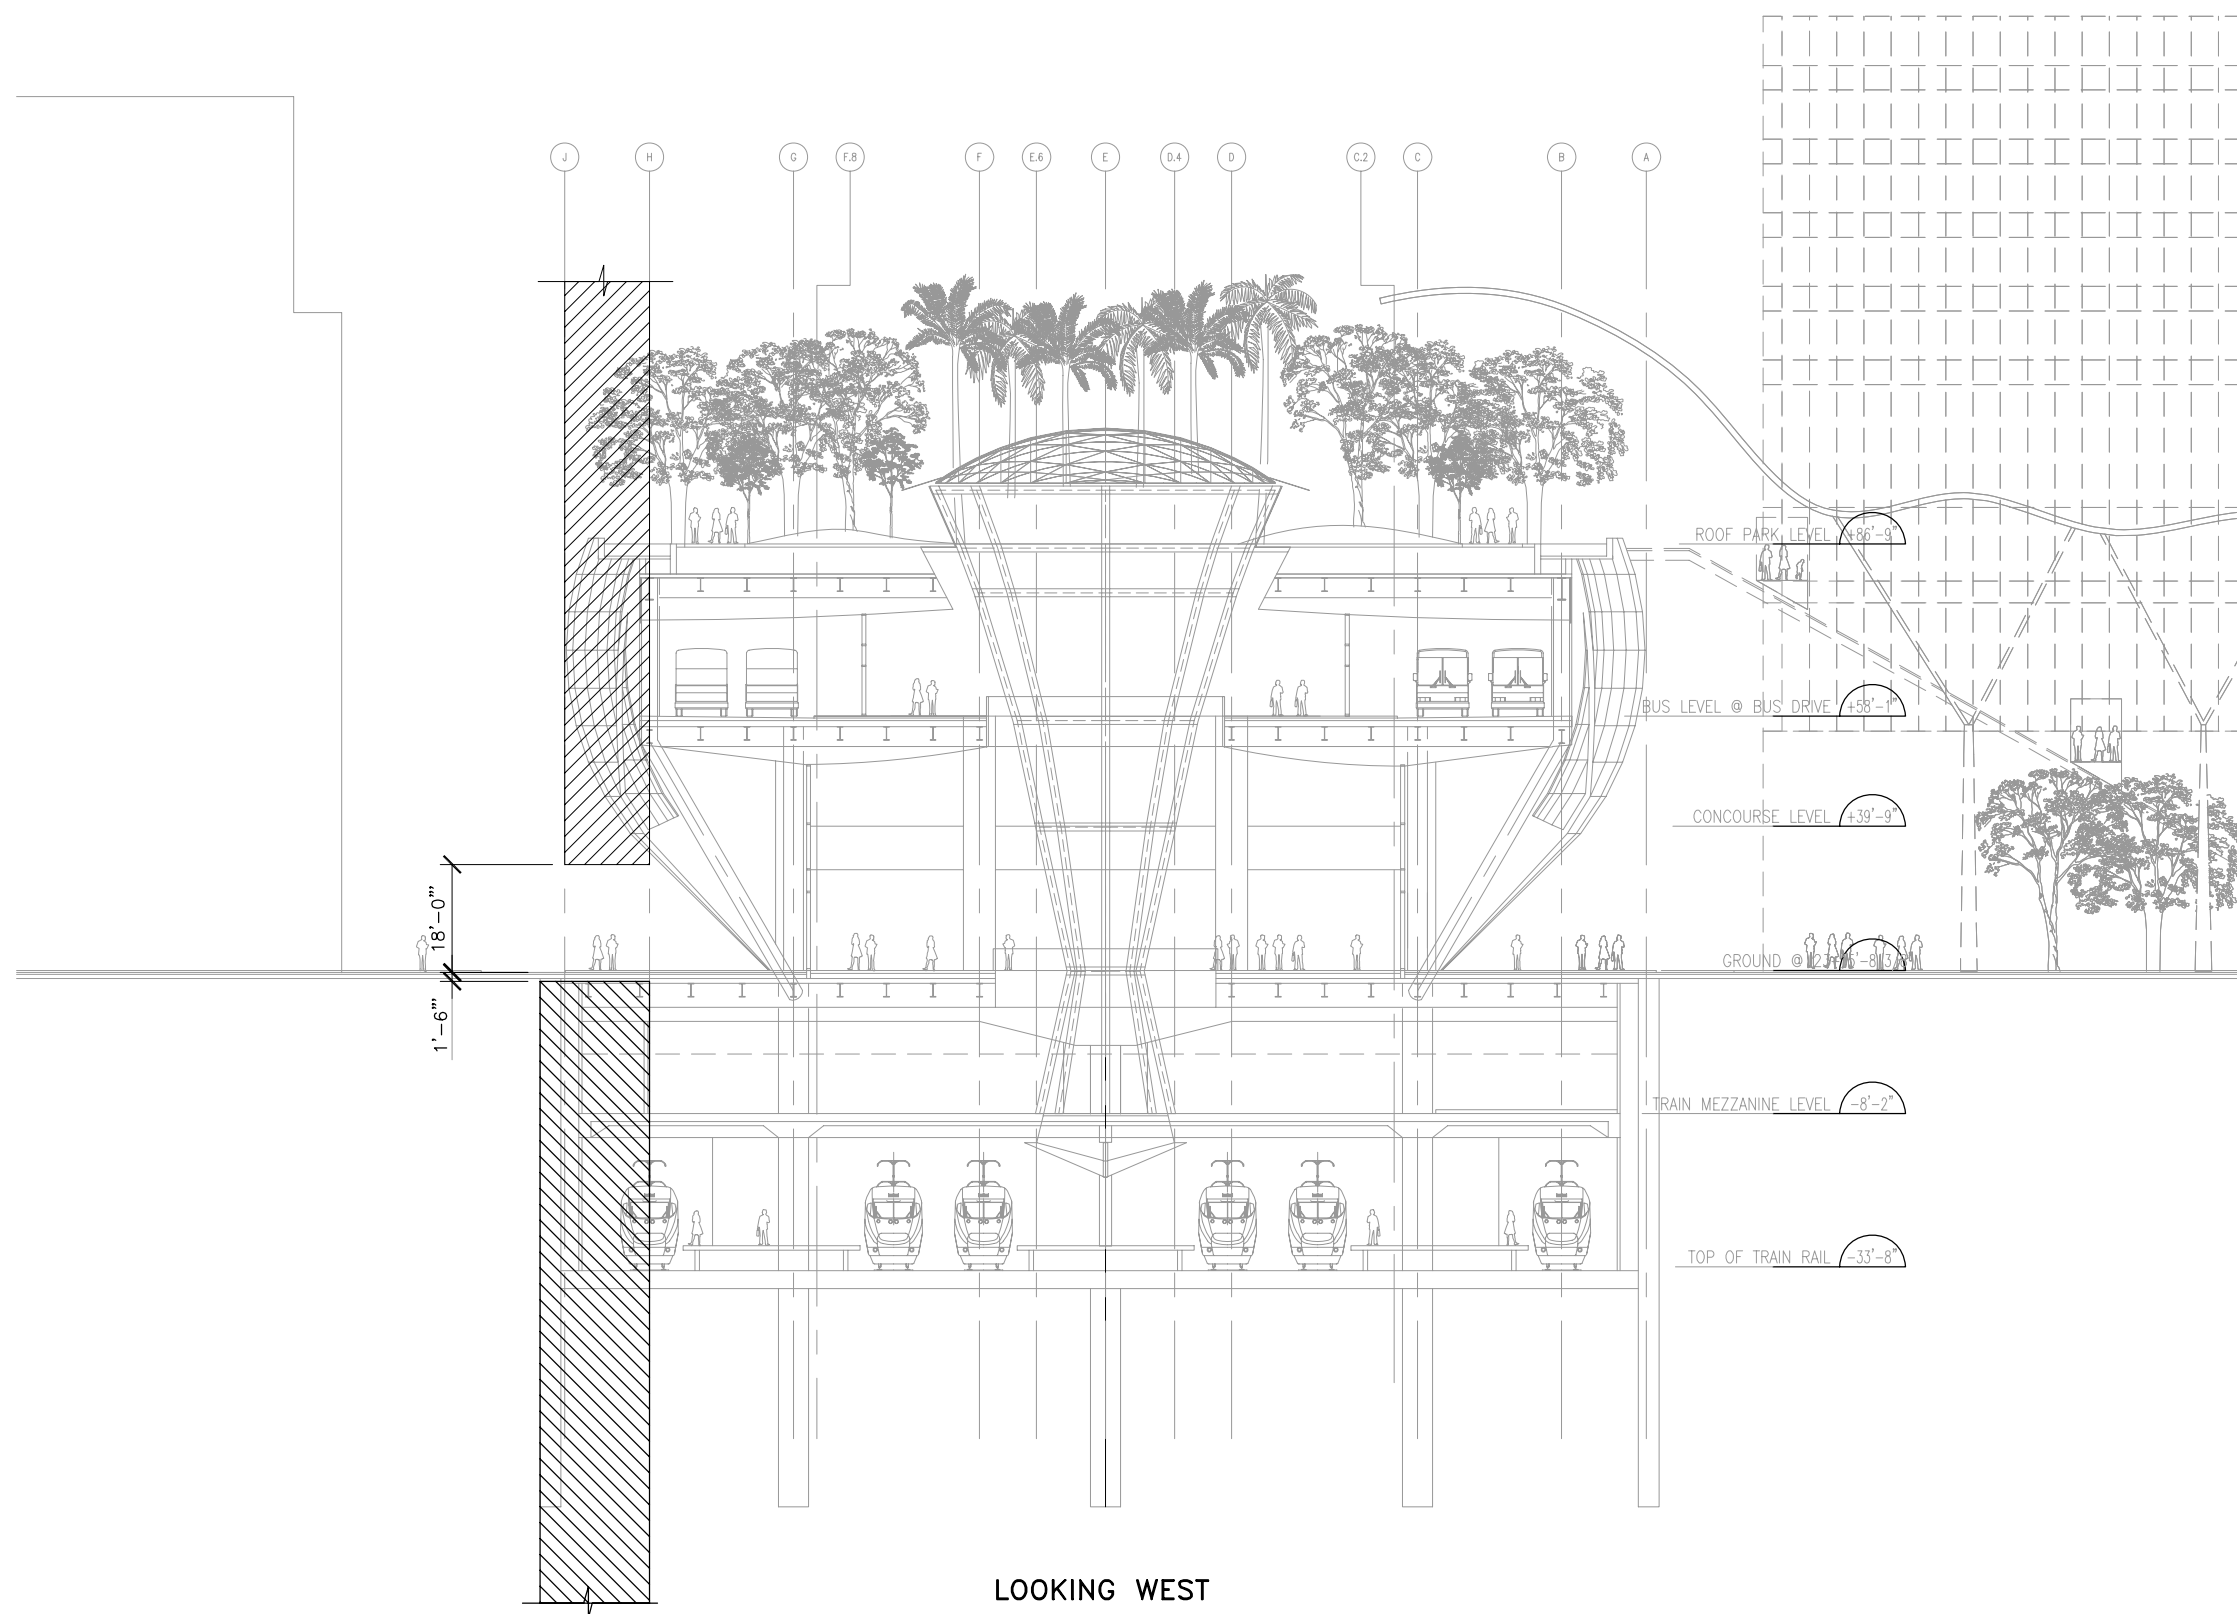 J H G F.8 F E.6 E D.4 D C.2 C B A
ROOF PARK LEVEL +86'-9"
BUS LEVEL @ BUS DRIVE +58'-1"
CONCOURSE LEVEL +39'-9"
18'-0'"
GROUND @
1'-6'"
TRAIN MEZZANINE LEVEL -8'-2"
TOP OF TRAIN RAIL -33'-8"
LOOKING WEST